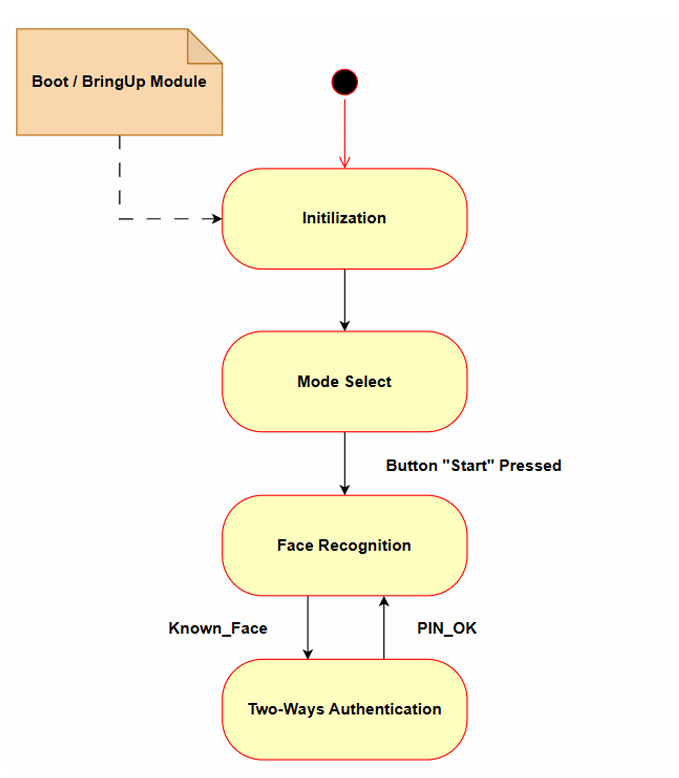 Boot / BringUp Module
Initilization
Mode Select
Button "Start" Pressed
Face Recognition
Known_Face
PIN_OK
Two-Ways Authentication